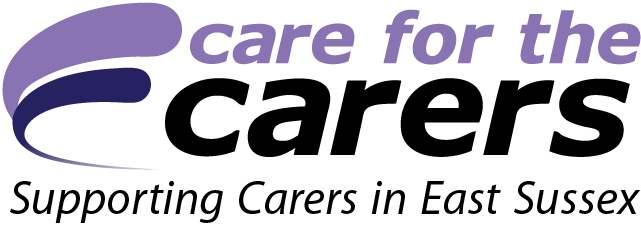 care for the
carers
Supporting Carers in East Sussex